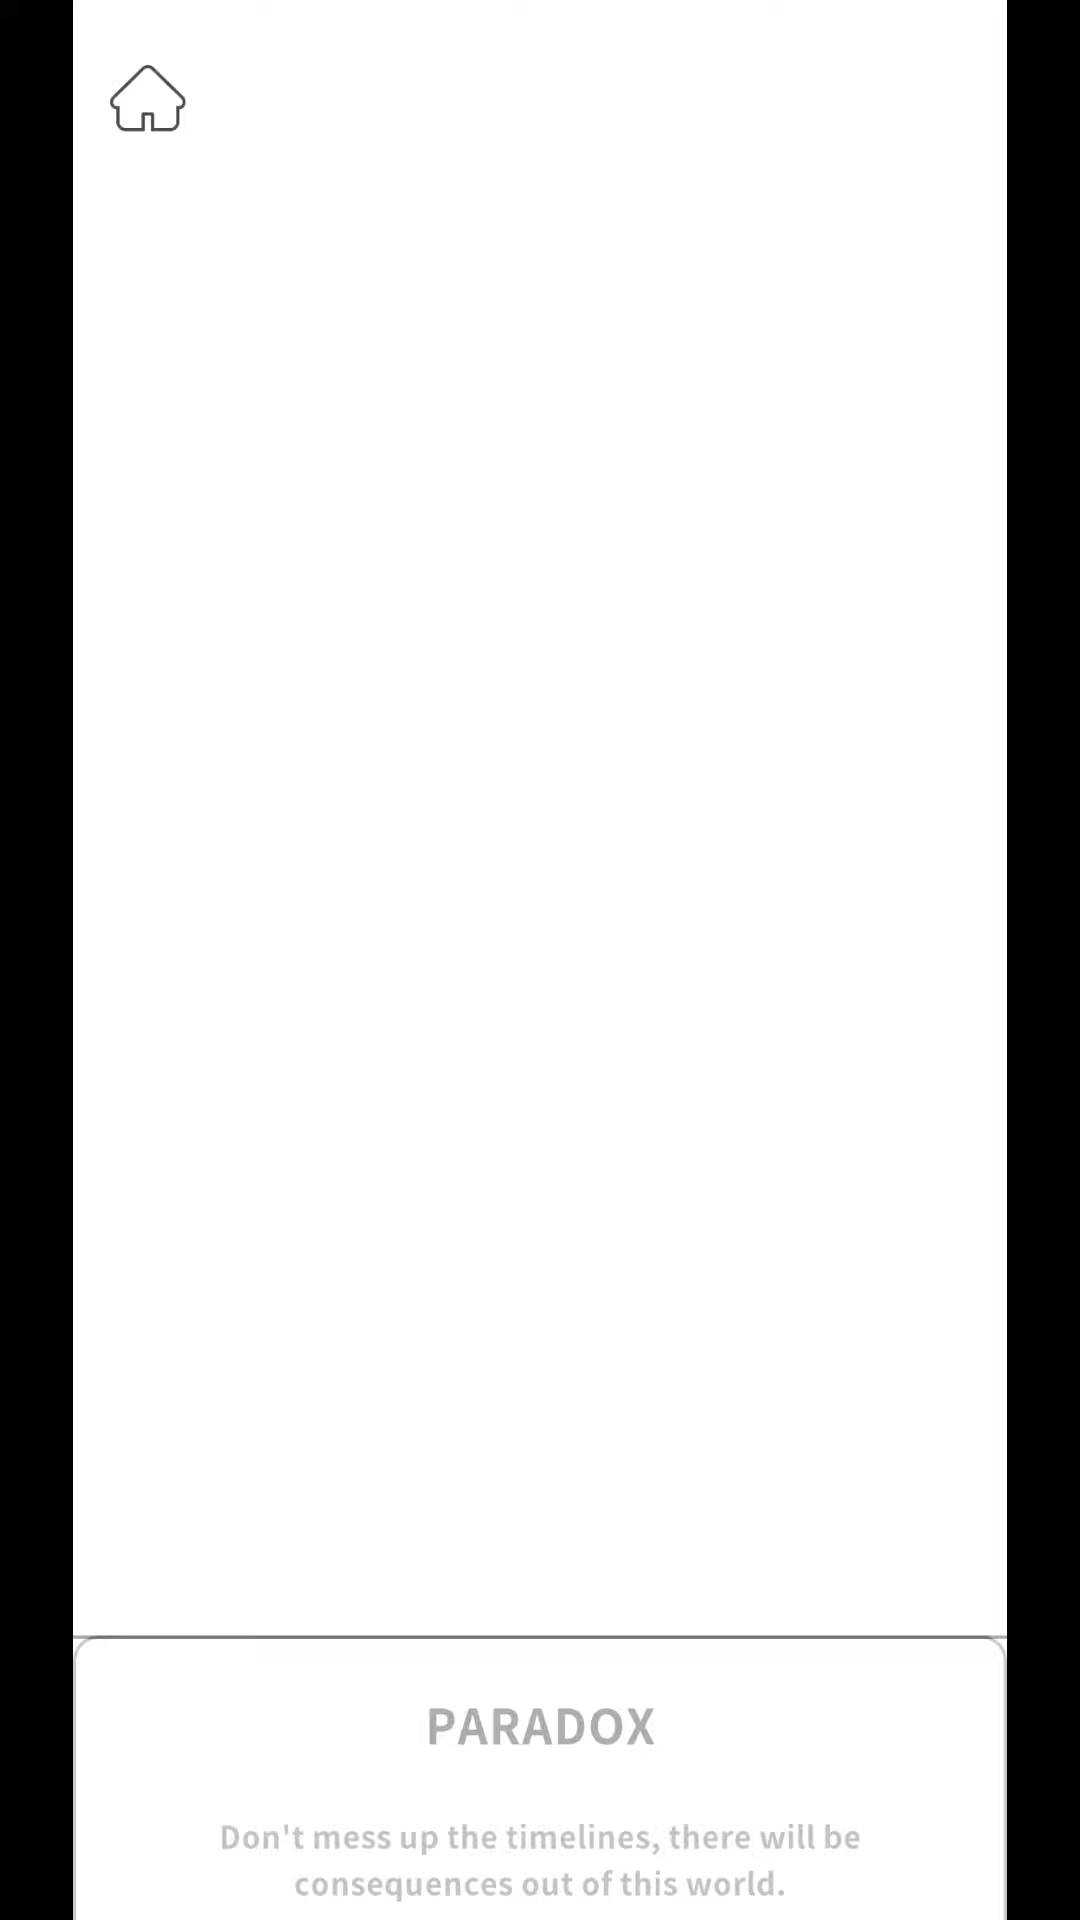 PARADOX
Don't mess up the timelines, there will be
consequences out of this world.